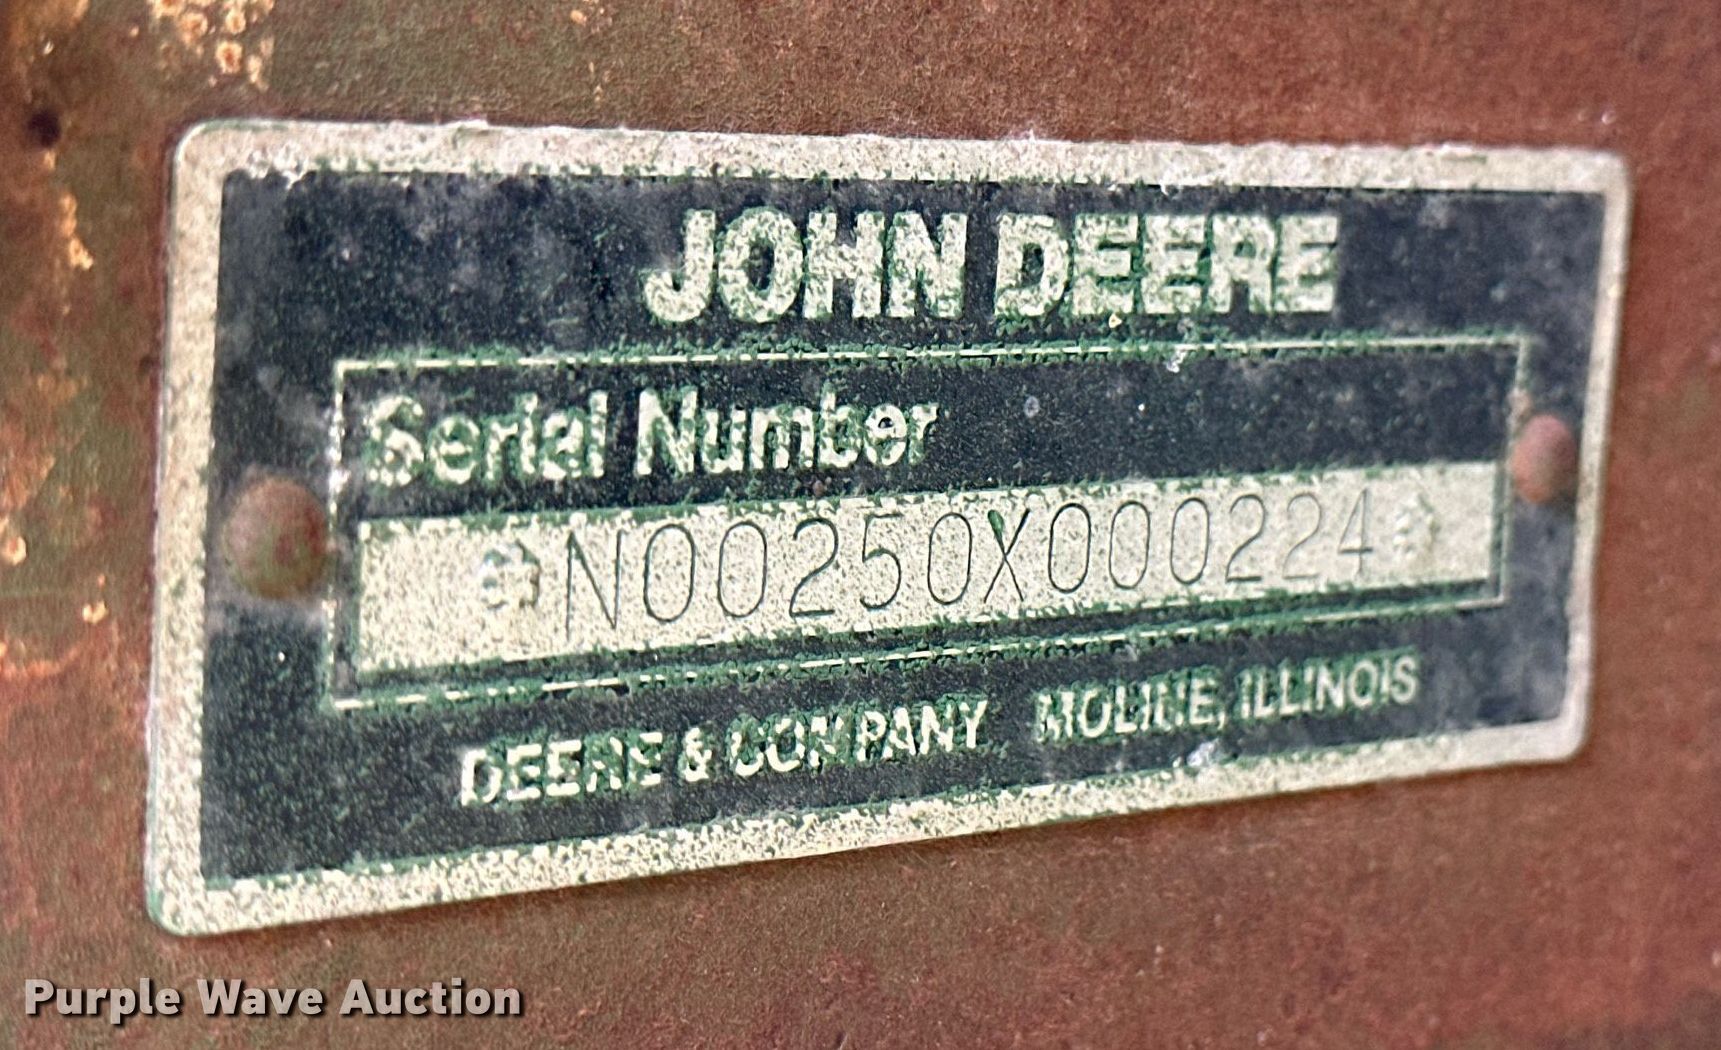 JOHN DEERE
Serial Number
N00250X000224
DEERE & COMPANY MOLINE, ILLINOIS
Purple Wave Auction